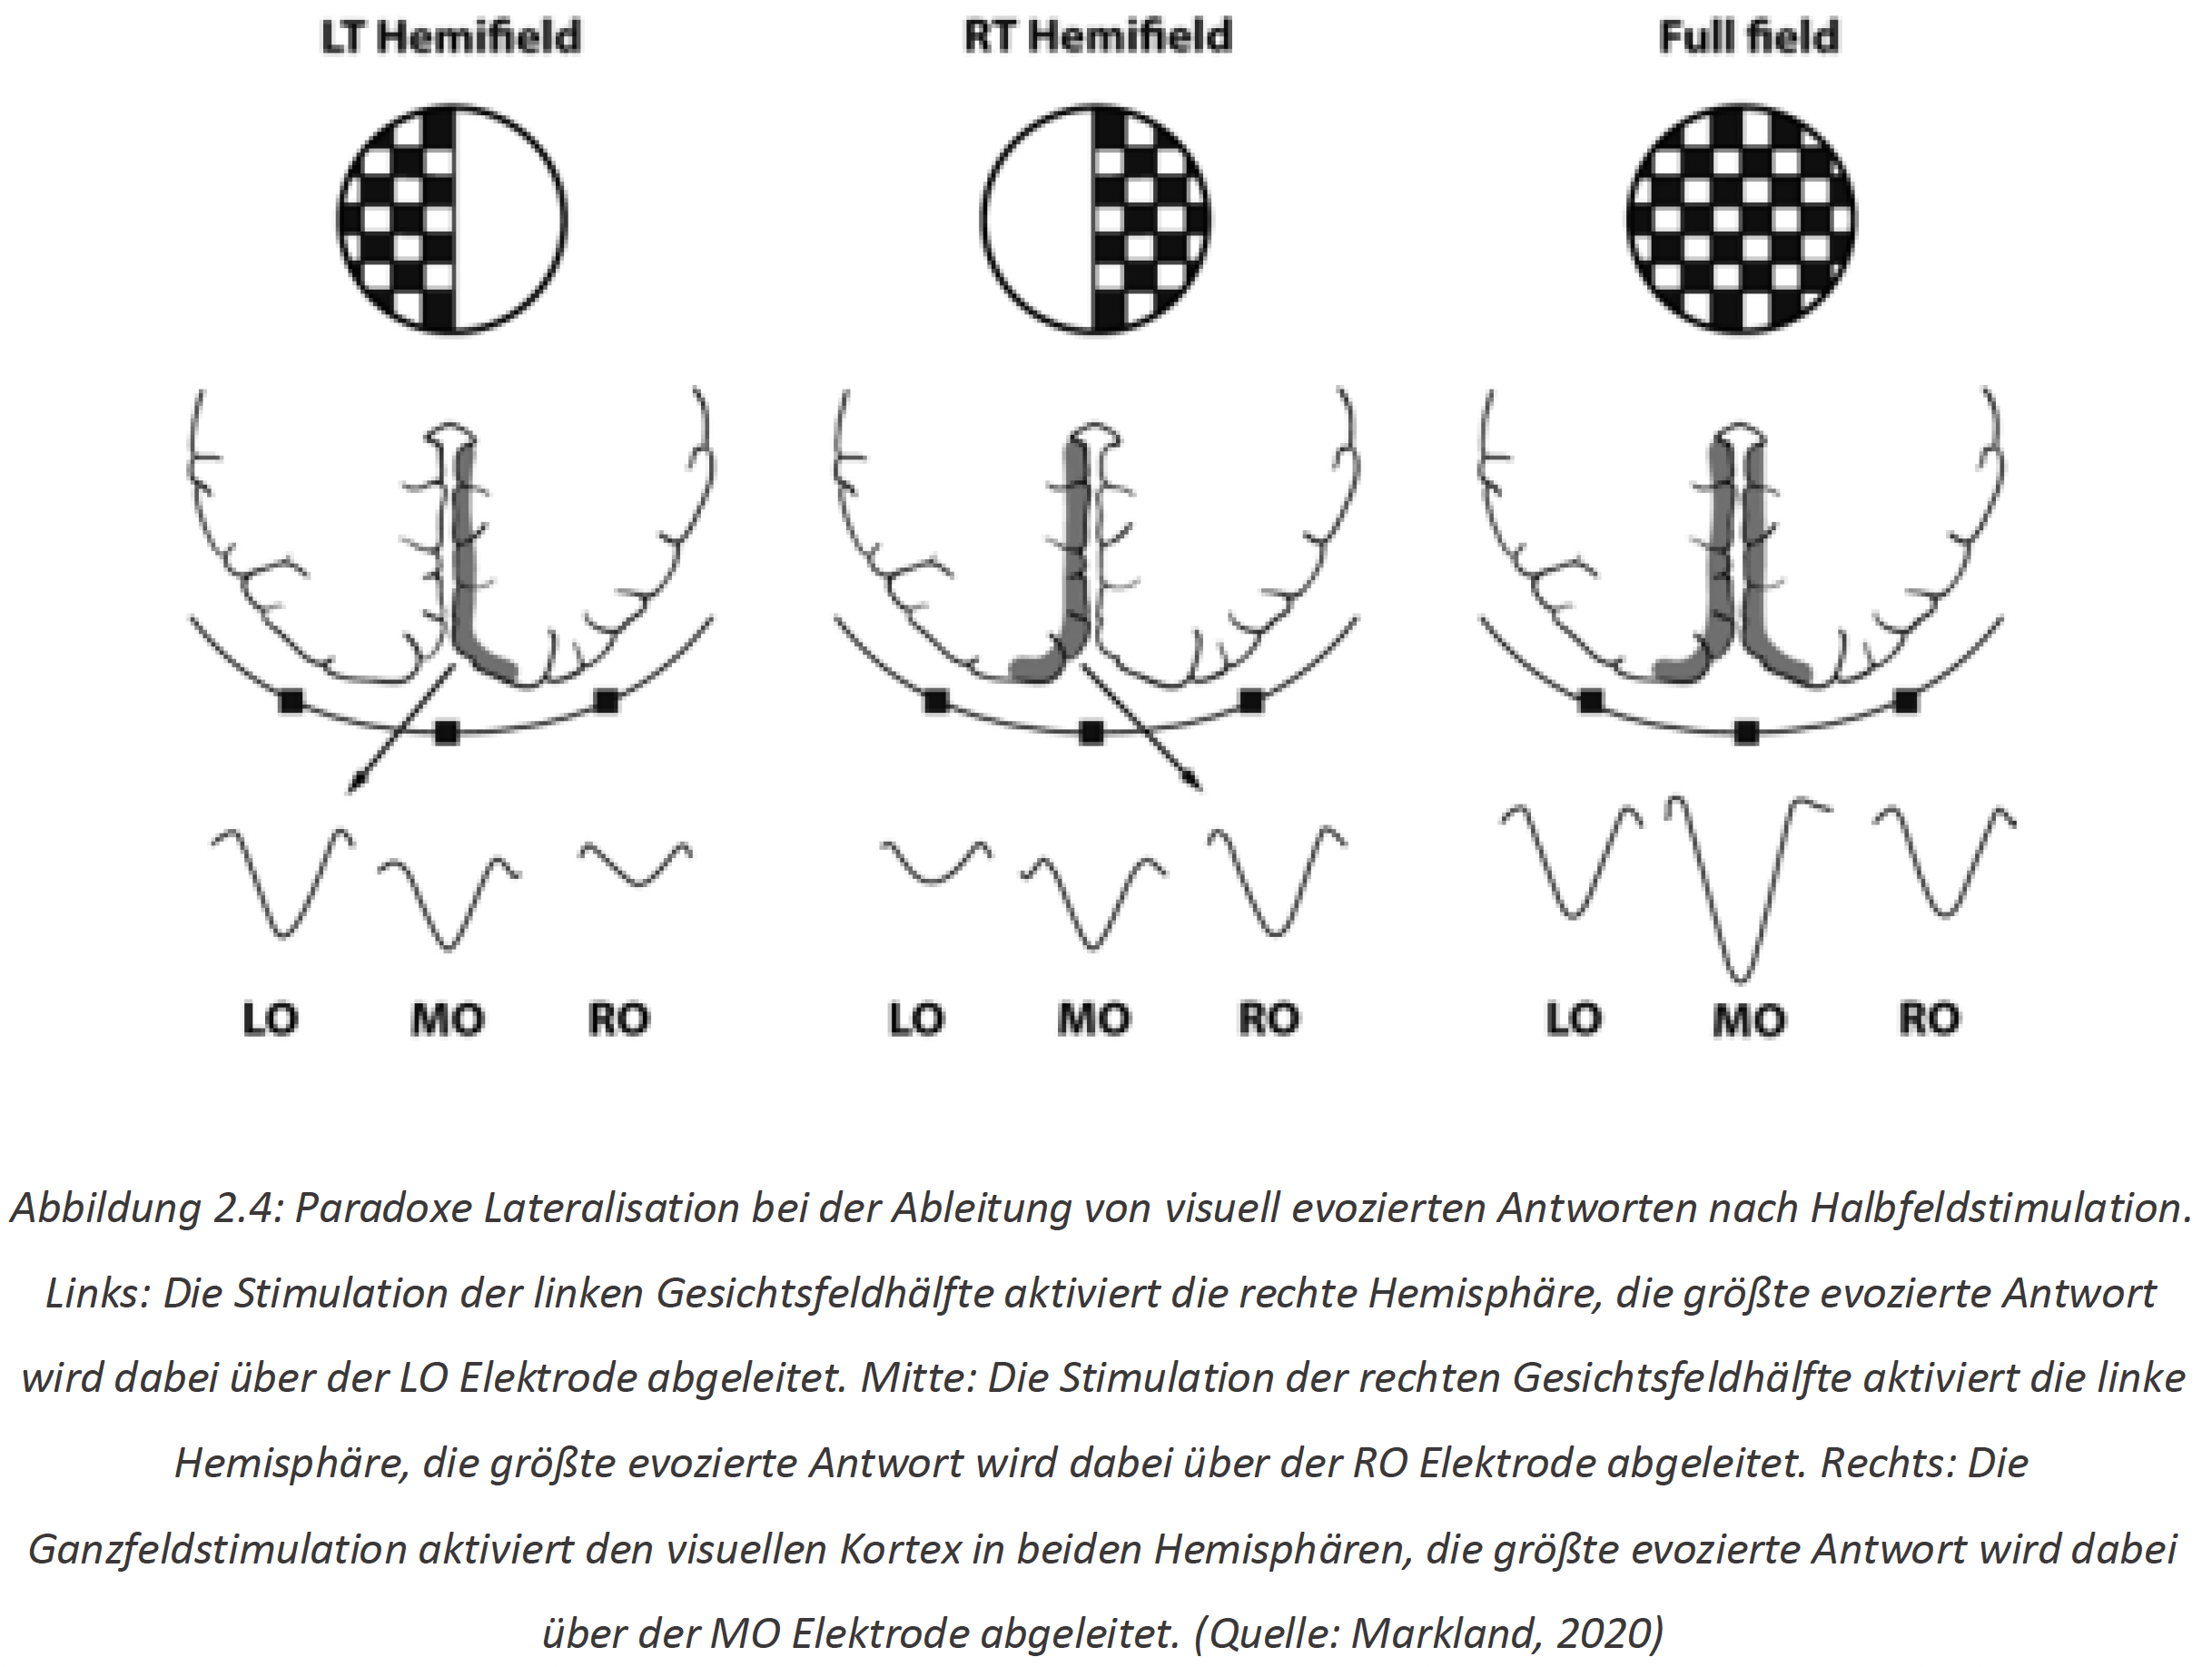 LT Hemifield RT Hemifield Full field
LO MO RO LO MO RO LO MO RO
Abbildung 2.4: Paradoxe Lateralisation bei der Ableitung von visuell evozierten Antworten nach Halbfeldstimulation.
Links: Die Stimulation der linken Gesichtsfeldhälfte aktiviert die rechte Hemisphäre, die größte evozierte Antwort
wird dabei über der LO Elektrode abgeleitet. Mitte: Die Stimulation der rechten Gesichtsfeldhälfte aktiviert die linke
Hemisphäre, die größte evozierte Antwort wird dabei über der RO Elektrode abgeleitet. Rechts: Die
Ganzfeldstimulation aktiviert den visuellen Kortex in beiden Hemisphären, die größte evozierte Antwort wird dabei
über der MO Elektrode abgeleitet. (Quelle: Markland, 2020)